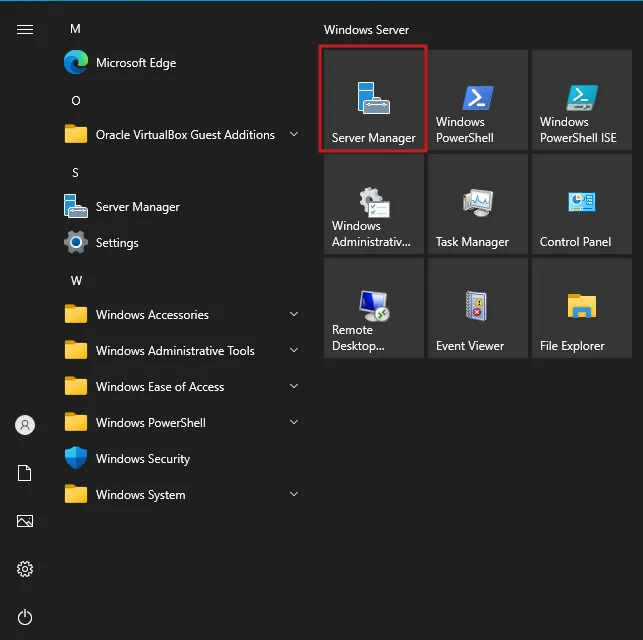 M
Microsoft Edge
O
Oracle VirtualBox Guest Additions
S
Server Manager
Settings
W
Windows Accessories
Windows Administrative Tools
Windows Ease of Access
Windows PowerShell
Windows Security
Windows System
Windows Server
Server Manager
Windows
PowerShell
Windows
PowerShell ISE
Windows
Administrativ...
Task Manager
Control Panel
Remote
Desktop...
Event Viewer
File Explorer